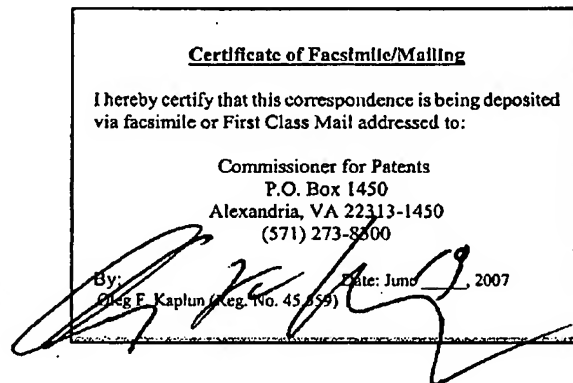 Certificate of Facsimile/Mailing
I hereby certify that this correspondence is being deposited
via facsimile or First Class Mail addressed to:
Commissioner for Patents
P.O. Box 1450
Alexandria, VA 22313-1450
(571) 273-8300
By: Date: June , 2007
Oleg F. Kaplun (Reg. No. 45,559)